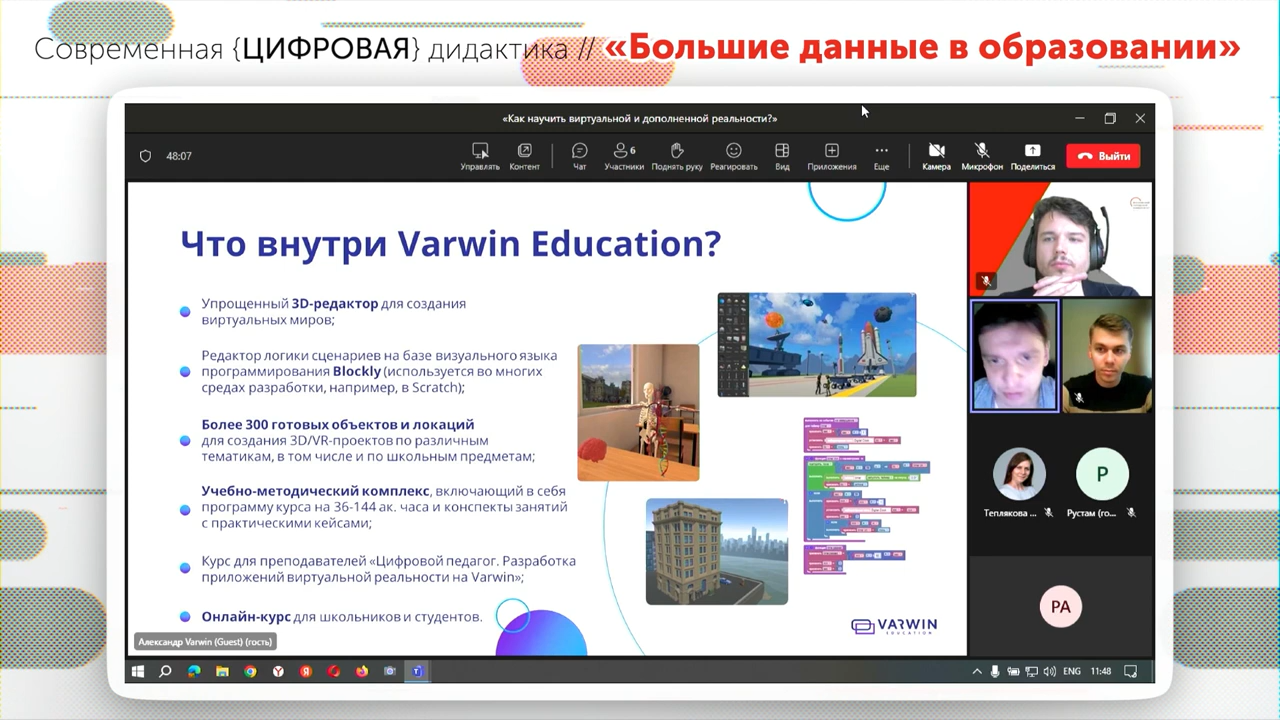 Современная {ЦИФРОВАЯ} дидактика // «Большие данные в образовании»
«Как научить виртуальной и дополненной реальности?»
48:07
Управлять
Контент
Чат
6
Участники
Поднять руку
Реагировать
Вид
Приложения
Еще
Камера
Микрофон
Поделиться
Выйти
Что внутри Varwin Education?
Упрощенный 3D-редактор для создания
виртуальных миров;
Редактор логики сценариев на базе визуального языка
программирования Blockly (используется во многих
средах разработки, например, в Scratch);
Более 300 готовых объектов и локаций
для создания 3D/VR-проектов по различным
тематикам, в том числе и по школьным предметам;
Учебно-методический комплекс, включающий в себя
программу курса на 36-144 ак. часа и конспекты занятий
с практическими кейсами;
Курс для преподавателей «Цифровой педагог. Разработка
приложений виртуальной реальности на Varwin»;
Онлайн-курс для школьников и студентов.
VARWIN
EDUCATION
Александр Varwin (Guest) (гость)
Теплякова ...
P
Рустам (го...
РА
ENG
11:48